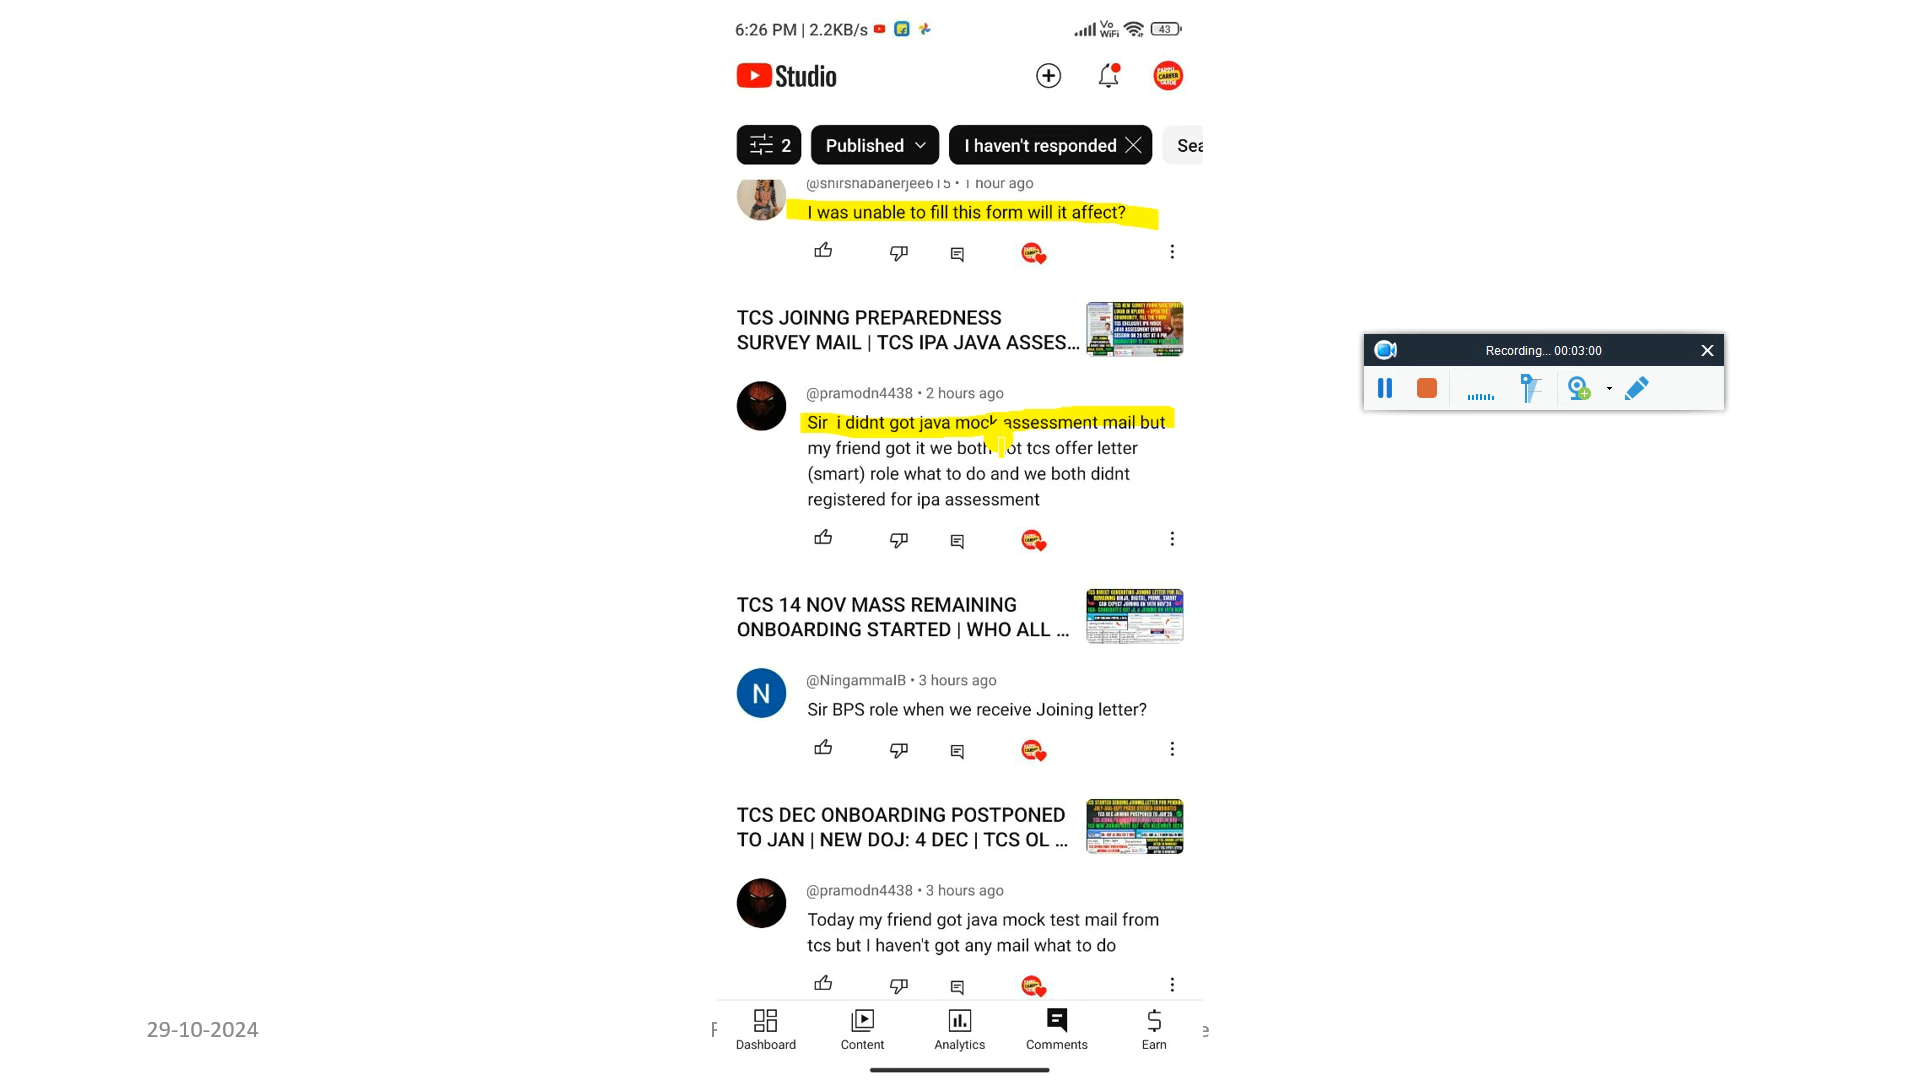 6:26 PM | 2.2KB/s
Vo
WiFi
43
Studio
2
Published
I haven't responded
Sea
@shirshabanerjee615 • 1 hour ago
I was unable to fill this form will it affect?
TCS JOINNG PREPAREDNESS
SURVEY MAIL | TCS IPA JAVA ASSES...
@pramodn4438 • 2 hours ago
Sir i didnt got java mock assessment mail but
my friend got it we both ot tcs offer letter
(smart) role what to do and we both didnt
registered for ipa assessment
TCS 14 NOV MASS REMAINING
ONBOARDING STARTED | WHO ALL ...
N
@NingammaIB • 3 hours ago
Sir BPS role when we receive Joining letter?
TCS DEC ONBOARDING POSTPONED
TO JAN | NEW DOJ: 4 DEC | TCS OL ...
@pramodn4438 • 3 hours ago
Today my friend got java mock test mail from
tcs but I haven't got any mail what to do
Dashboard
Content
Analytics
Comments
Earn
Recording... 00:03:00
29-10-2024